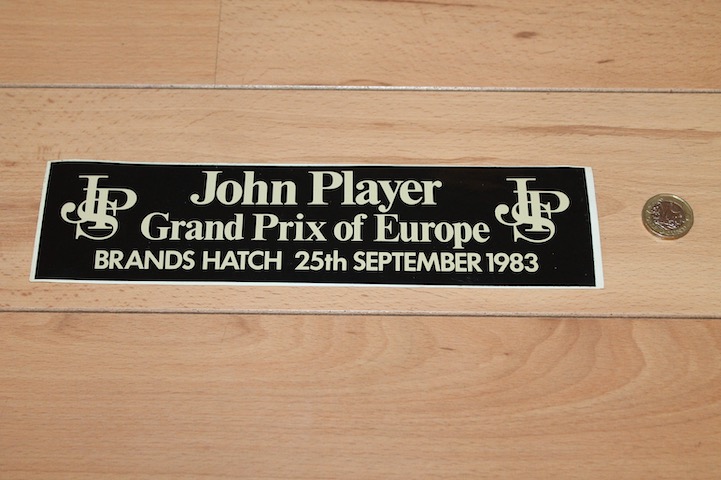 JPS
John Player
JPS
Grand Prix of Europe
BRANDS HATCH 25th SEPTEMBER 1983